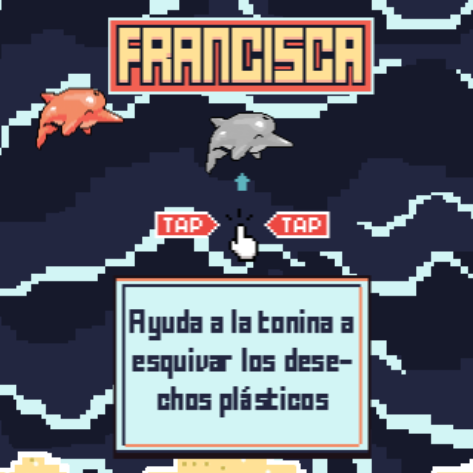 FRANCISCA
TAP TAP
Ayuda a la tonina a
esquivar los dese-
chos plásticos